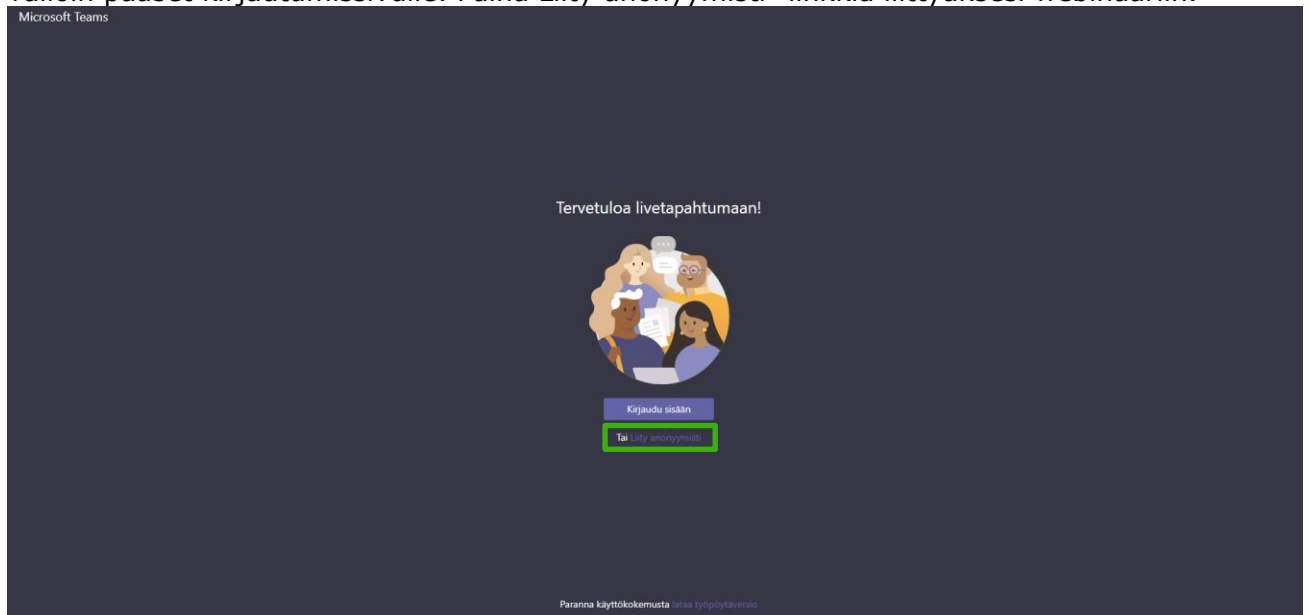 Microsoft Teams
Tervetuloa livetapahtumaan!
Kirjaudu sisään
Tai Liity anonyymisti
Paranna käyttökokemusta lataa työpöytäversio